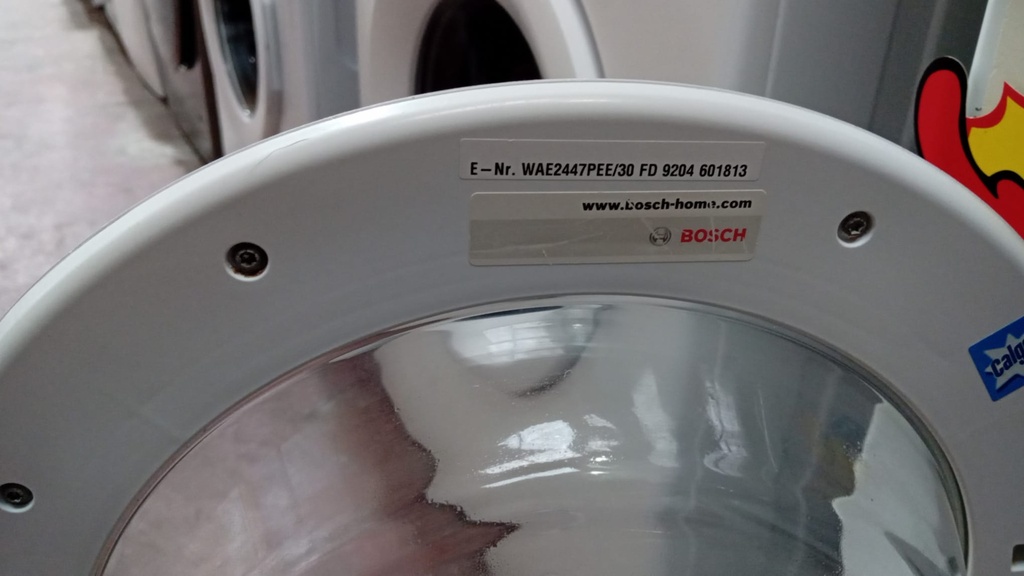 E-Nr. WAE2447PEE/30 FD 9204 601813
www.bosch-home.com
BOSCH